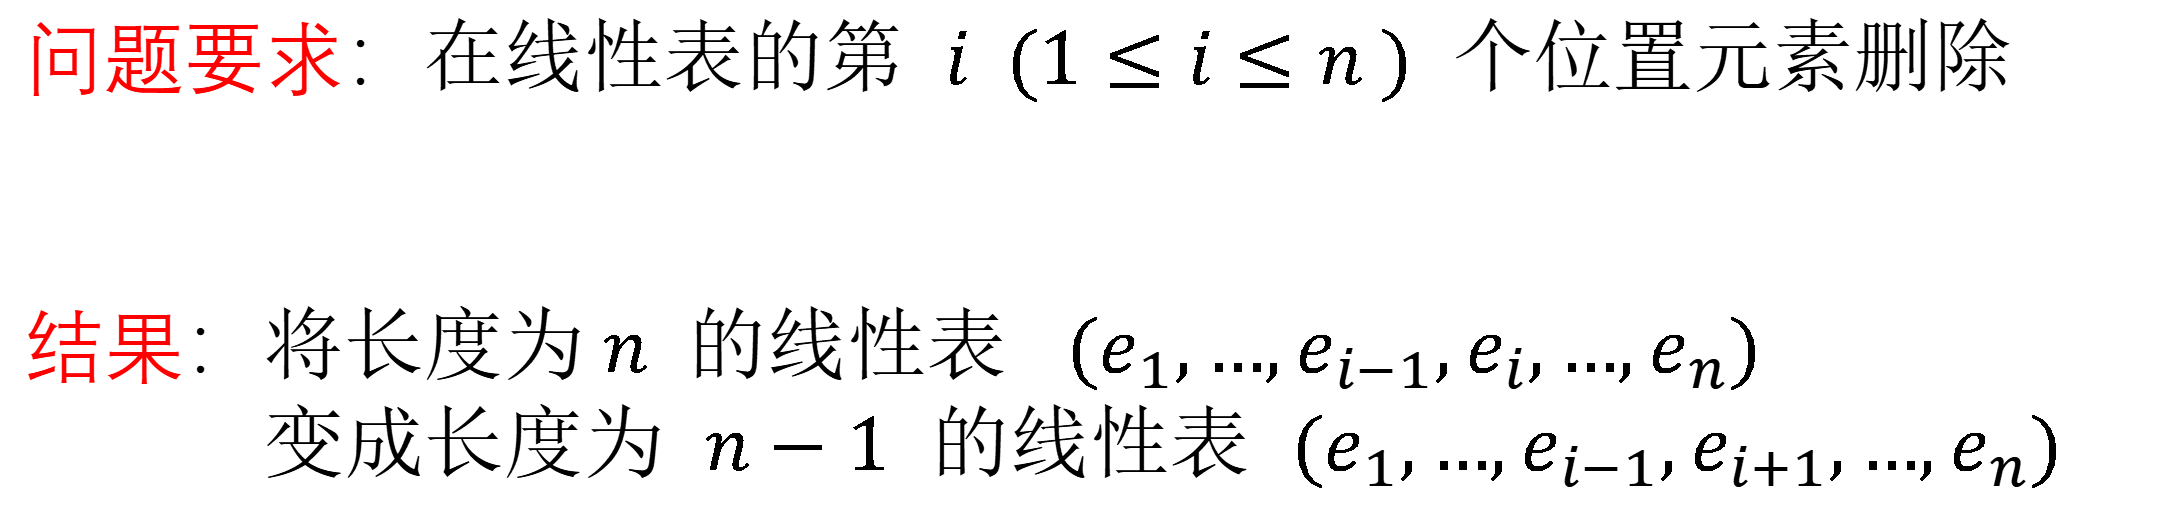 问题要求：在线性表的第 i (1 ≤ i ≤ n ) 个位置元素删除
结果：将长度为 n 的线性表 (e₁, …, eᵢ₋₁, eᵢ, …, eₙ)
变成长度为 n − 1 的线性表 (e₁, …, eᵢ₋₁, eᵢ₊₁, …, eₙ)